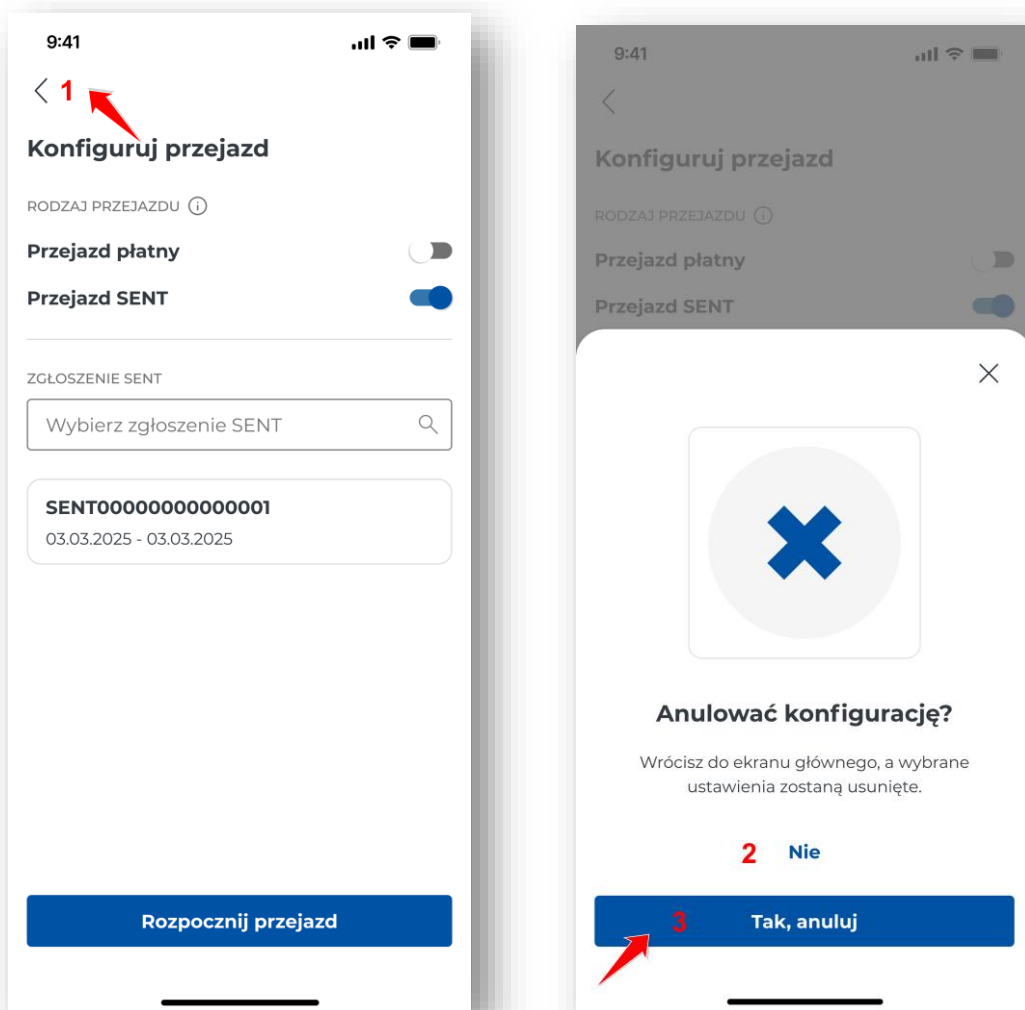 9:41
1
Konfiguruj przejazd
RODZAJ PRZEJAZDU
Przejazd płatny
Przejazd SENT
ZGŁOSZENIE SENT
Wybierz zgłoszenie SENT
SENT00000000000001
03.03.2025 - 03.03.2025
Rozpocznij przejazd
9:41
Konfiguruj przejazd
RODZAJ PRZEJAZDU
Przejazd płatny
Przejazd SENT
Anulować konfigurację?
Wrócisz do ekranu głównego, a wybrane
ustawienia zostaną usunięte.
2 Nie
3 Tak, anuluj